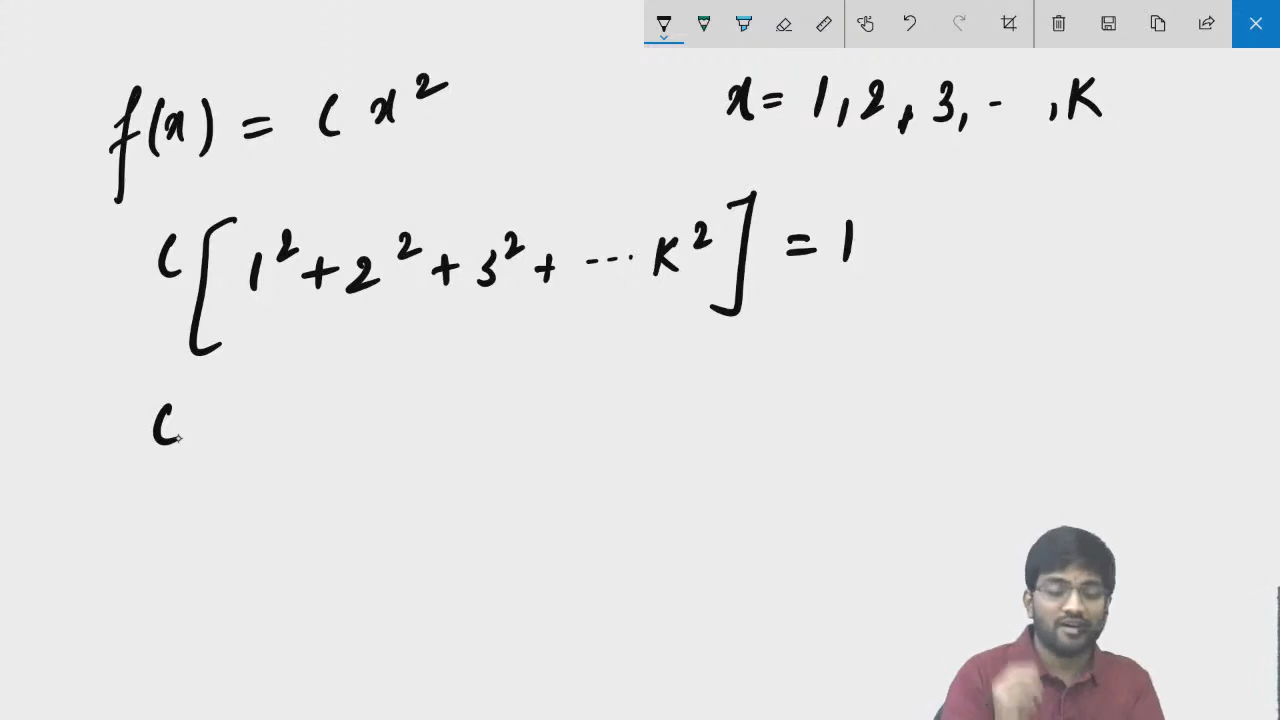 f(x) = C x² x = 1, 2, 3, - , K
C [ 1² + 2² + 3² + --- K² ] = 1
C